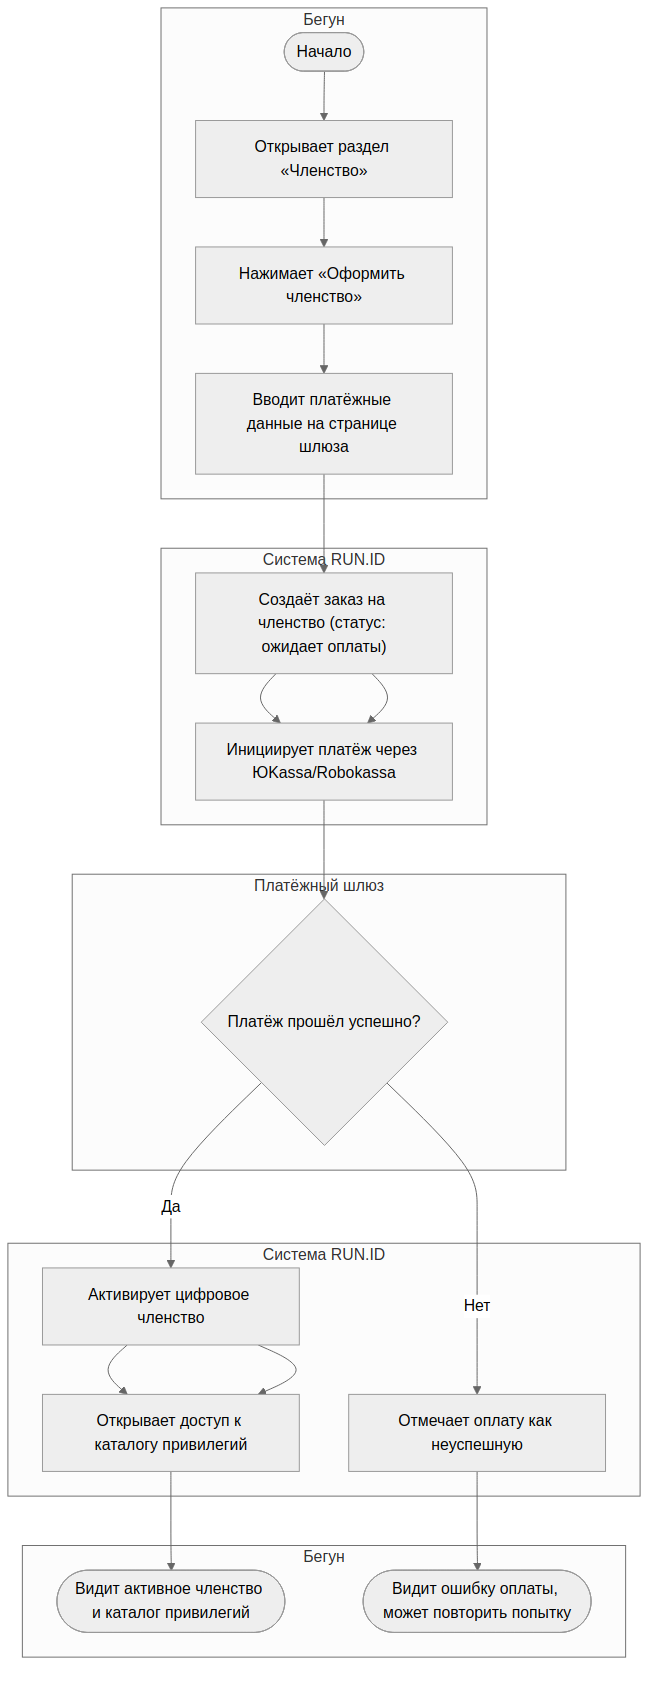 Бегун
Начало
Открывает раздел
«Членство»
Нажимает «Оформить
членство»
Вводит платёжные
данные на странице
шлюза
Система RUN.ID
Создаёт заказ на
членство (статус:
ожидает оплаты)
Инициирует платёж через
ЮKassa/Robokassa
Платёжный шлюз
Платёж прошёл успешно?
Да
Система RUN.ID
Активирует цифровое
членство
Нет
Открывает доступ к
каталогу привилегий
Отмечает оплату как
неуспешную
Бегун
Видит активное членство
и каталог привилегий
Видит ошибку оплаты,
может повторить попытку